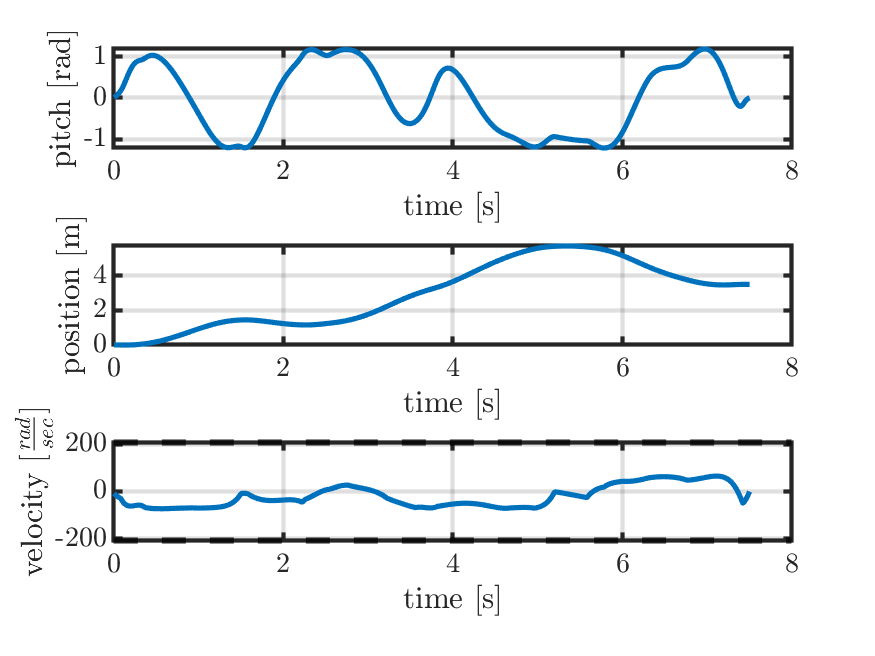 pitch [rad]
1
0
-1
0 2 4 6 8
time [s]
position [m]
4
2
0
0 2 4 6 8
time [s]
velocity [rad/sec]
200
0
-200
0 2 4 6 8
time [s]